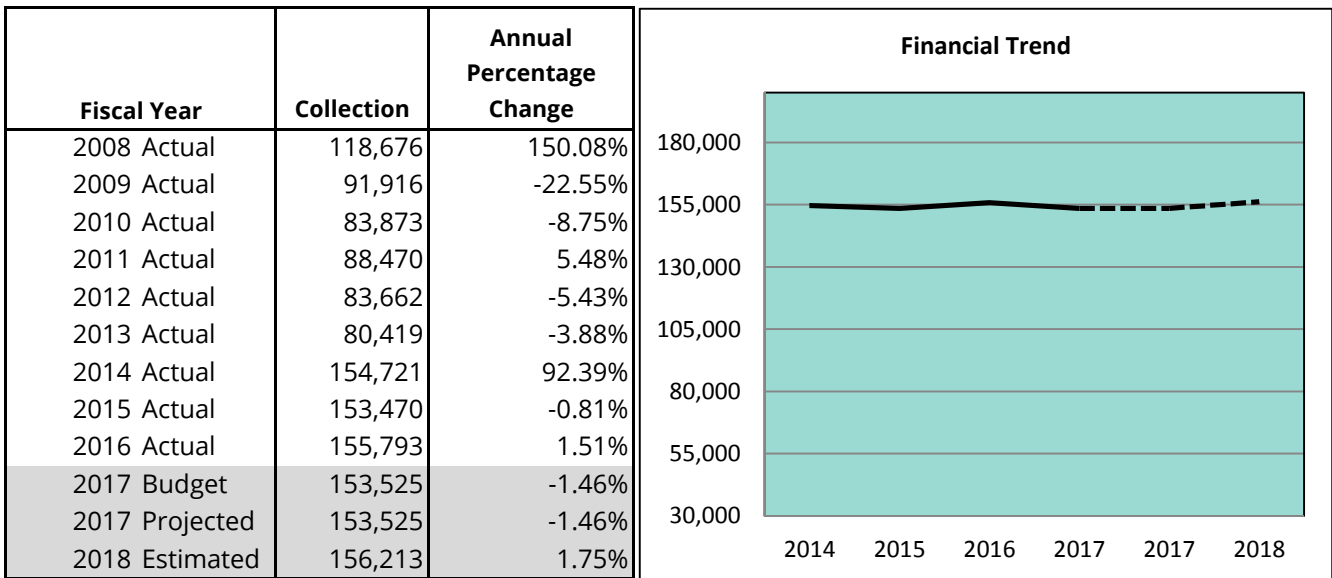 Annual
Percentage
Fiscal Year Collection Change
2008 Actual 118,676 150.08%
2009 Actual 91,916 -22.55%
2010 Actual 83,873 -8.75%
2011 Actual 88,470 5.48%
2012 Actual 83,662 -5.43%
2013 Actual 80,419 -3.88%
2014 Actual 154,721 92.39%
2015 Actual 153,470 -0.81%
2016 Actual 155,793 1.51%
2017 Budget 153,525 -1.46%
2017 Projected 153,525 -1.46%
2018 Estimated 156,213 1.75%
Financial Trend
180,000
155,000
130,000
105,000
80,000
55,000
30,000
2014 2015 2016 2017 2017 2018